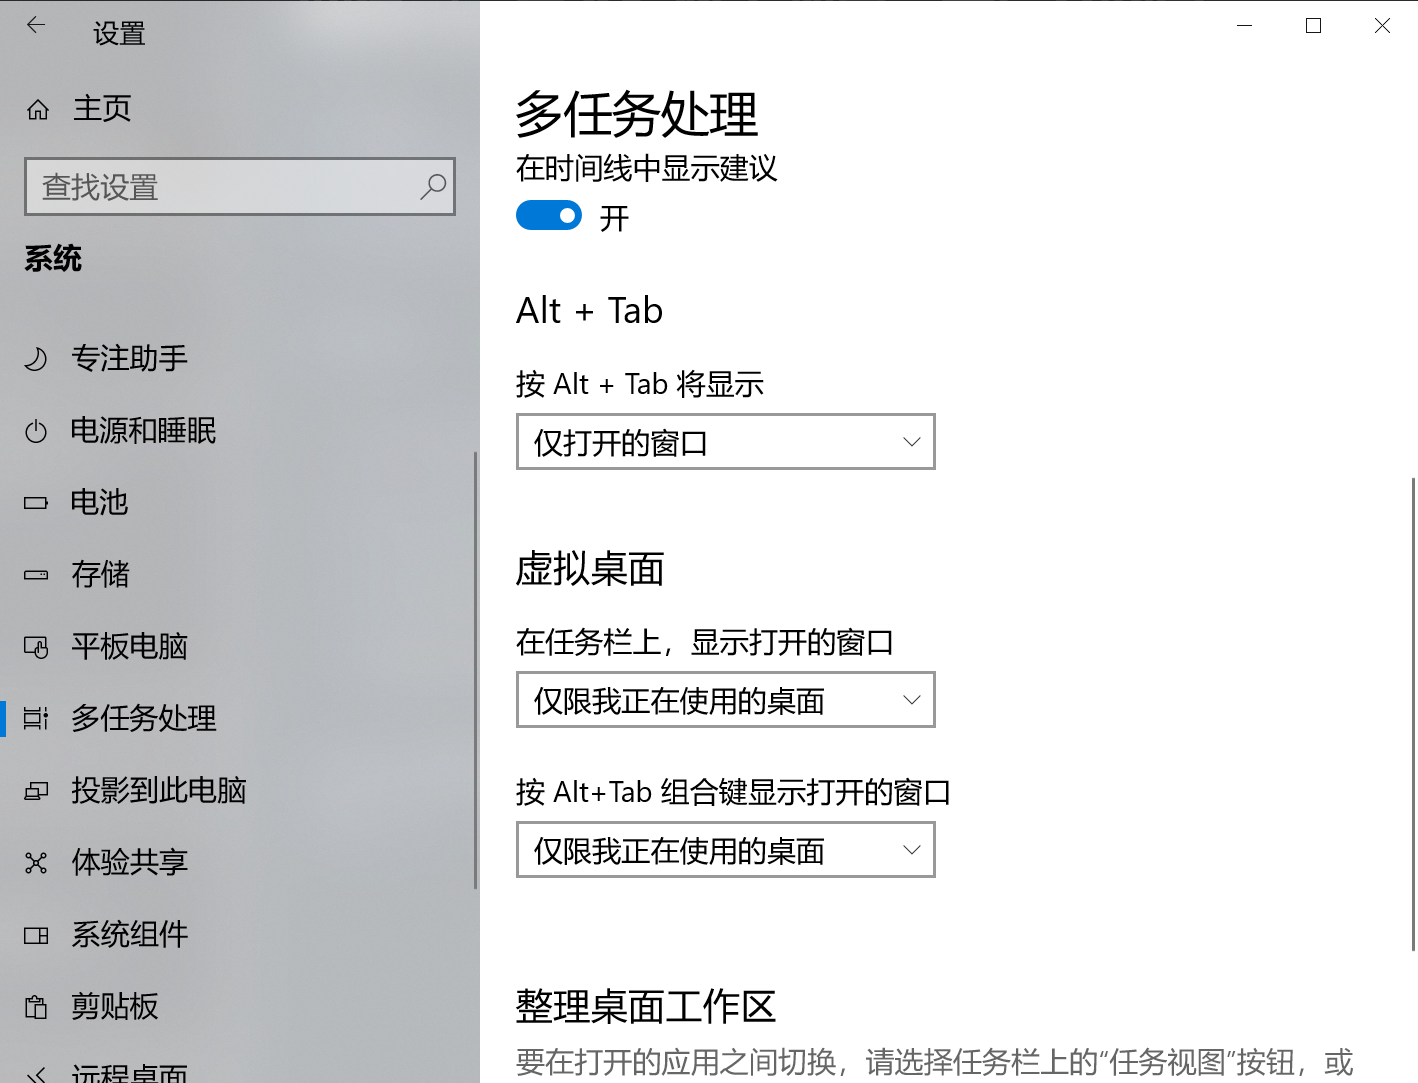 设置
主页
查找设置
系统
专注助手
电源和睡眠
电池
存储
平板电脑
多任务处理
投影到此电脑
体验共享
系统组件
剪贴板
远程桌面
多任务处理
在时间线中显示建议
开
Alt + Tab
按 Alt + Tab 将显示
仅打开的窗口
虚拟桌面
在任务栏上，显示打开的窗口
仅限我正在使用的桌面
按 Alt+Tab 组合键显示打开的窗口
仅限我正在使用的桌面
整理桌面工作区
要在打开的应用之间切换，请选择任务栏上的“任务视图”按钮，或